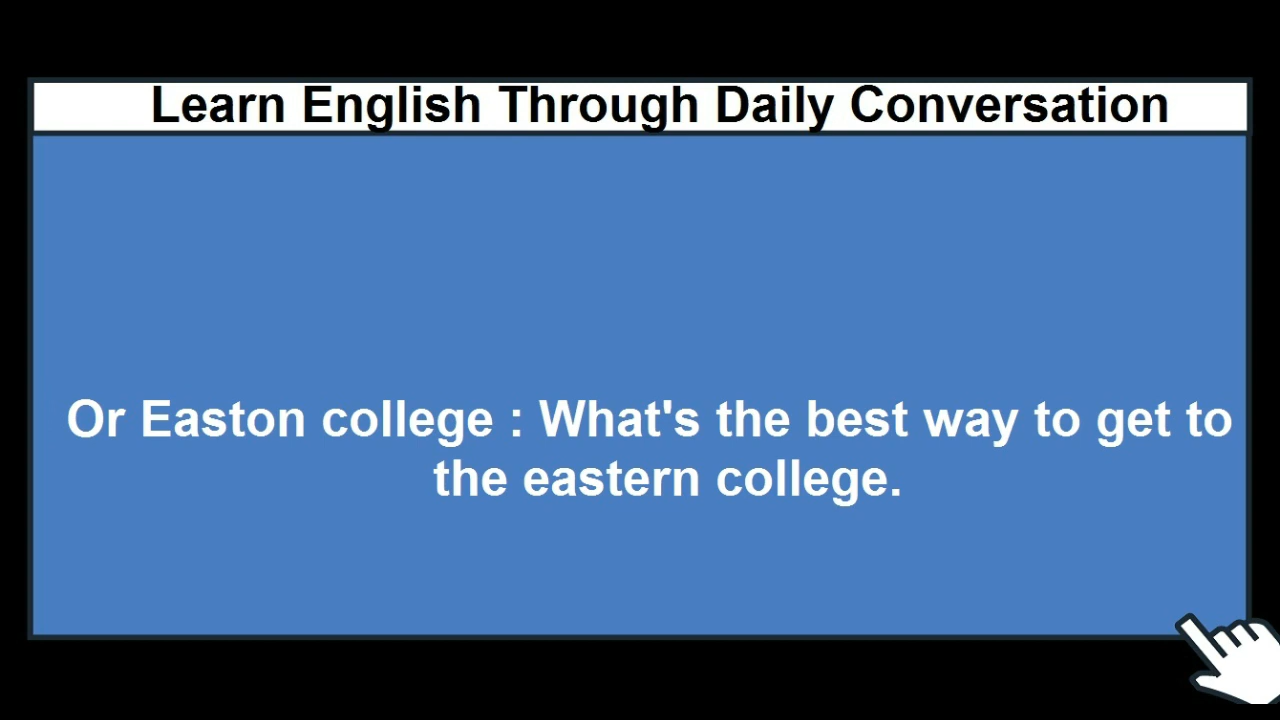 Learn English Through Daily Conversation
Or Easton college : What's the best way to get to
the eastern college.